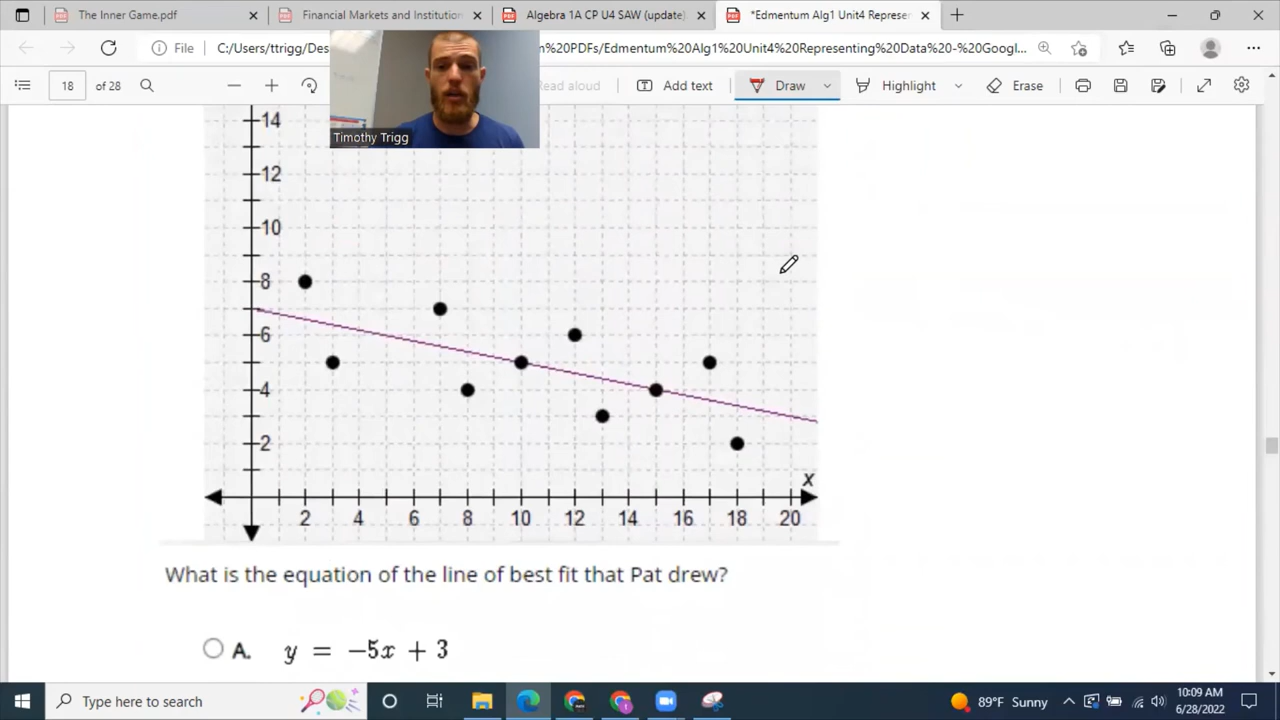 The Inner Game.pdf
Financial Markets and Institution
Algebra 1A CP U4 SAW (update)
*Edmentum Alg1 Unit4 Represer
File
C:/Users/ttrigg/Des
n%20PDFs/Edmentum%20Alg1%20Unit4%20Representing%20Data%20-%20Googl...
18 of 28
Read aloud
Add text
Draw
Highlight
Erase
Timothy Trigg
14
12
10
8
6
4
2
x
2 4 6 8 10 12 14 16 18 20
What is the equation of the line of best fit that Pat drew?
A. y = −5x + 3
Type here to search
89°F Sunny
10:09 AM
6/28/2022